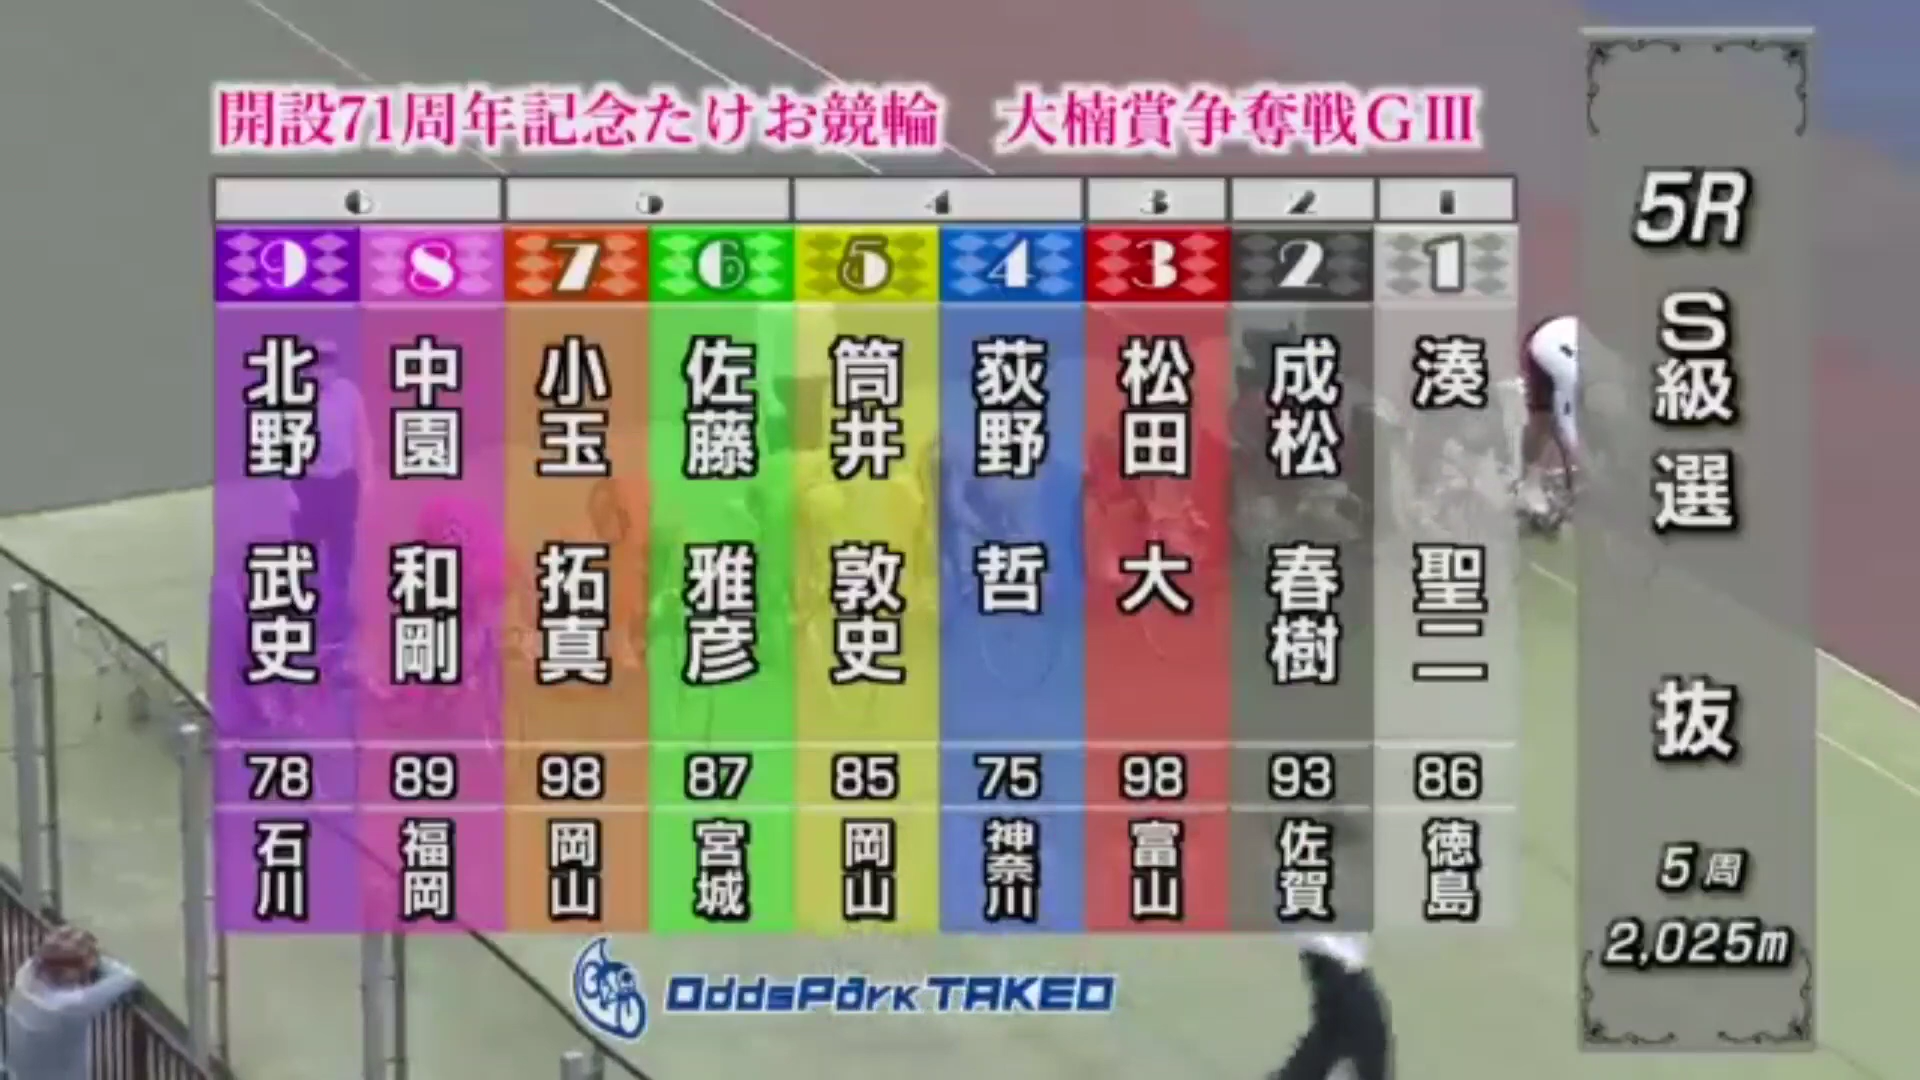 開設71周年記念たけお競輪　大楠賞争奪戦GⅢ
6 5 4 3 2 1
9 8 7 6 5 4 3 2 1
北野 武史 78 石川
中園 和剛 89 福岡
小玉 拓真 98 岡山
佐藤 雅彦 87 宮城
筒井 敦史 85 岡山
荻野 哲 75 神奈川
松田 大 98 富山
成松 春樹 93 佐賀
湊 聖二 86 徳島
5R
S級選抜
5周
2,025m
OddsPark TAKEO